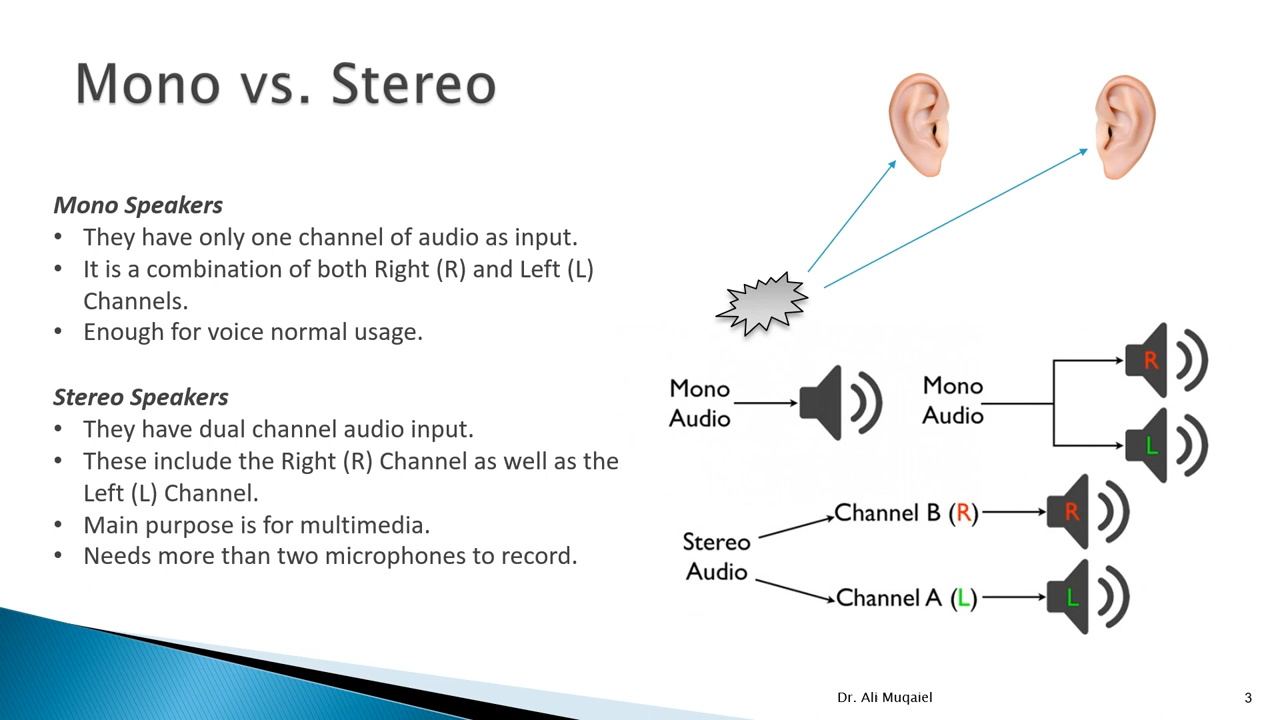 Mono vs. Stereo
Mono Speakers
• They have only one channel of audio as input.
• It is a combination of both Right (R) and Left (L)
Channels.
• Enough for voice normal usage.
Stereo Speakers
• They have dual channel audio input.
• These include the Right (R) Channel as well as the
Left (L) Channel.
• Main purpose is for multimedia.
• Needs more than two microphones to record.
Mono
Audio
Mono
Audio
R
L
Stereo
Audio
Channel B (R)
R
Channel A (L)
L
Dr. Ali Muqaiel
3